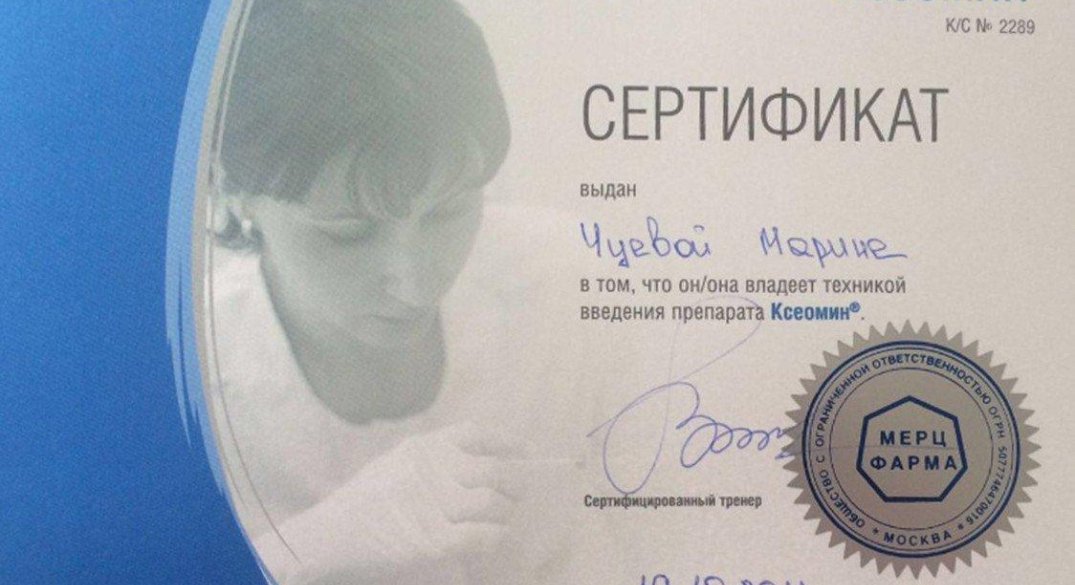 К/С № 2289
СЕРТИФИКАТ
выдан
Чуевой Марине
в том, что он/она владеет техникой
введения препарата Ксеомин®.
Сертифицированный тренер
ОБЩЕСТВО С ОГРАНИЧЕННОЙ ОТВЕТСТВЕННОСТЬЮ ОГРН 5077746470016
МЕРЦ
ФАРМА
* МОСКВА *